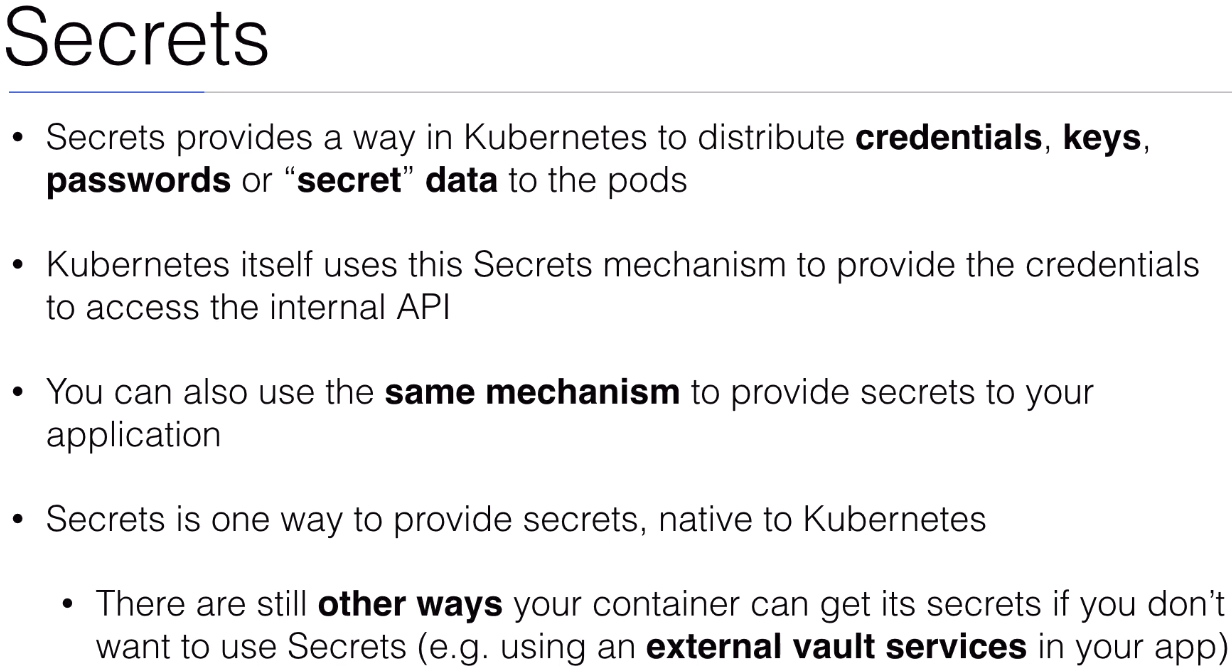 Secrets
• Secrets provides a way in Kubernetes to distribute credentials, keys,
passwords or “secret” data to the pods
• Kubernetes itself uses this Secrets mechanism to provide the credentials
to access the internal API
• You can also use the same mechanism to provide secrets to your
application
• Secrets is one way to provide secrets, native to Kubernetes
• There are still other ways your container can get its secrets if you don’t
want to use Secrets (e.g. using an external vault services in your app)